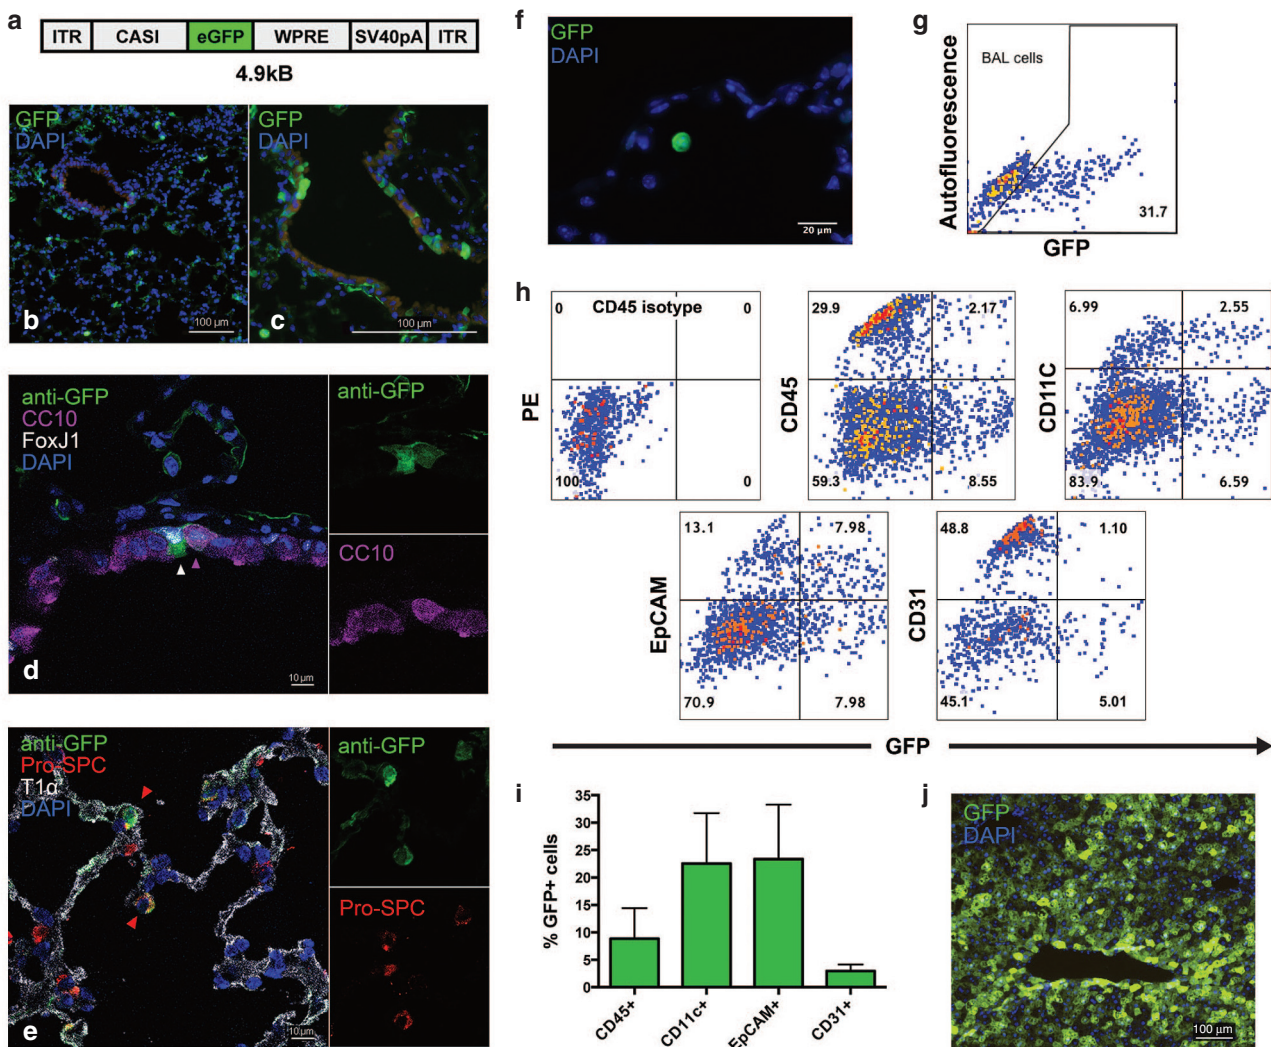 a
ITR CASI eGFP WPRE SV40pA ITR
4.9kB
GFP
DAPI
b
100 µm
GFP
DAPI
c
100 µm
anti-GFP
CC10
FoxJ1
DAPI
d
10 µm
anti-GFP
CC10
anti-GFP
Pro-SPC
T1α
DAPI
e
10 µm
anti-GFP
Pro-SPC
f
GFP
DAPI
20 µm
g
Autofluorescence
BAL cells
31.7
GFP
h
PE
0 CD45 isotype 0
100 0
CD45
29.9 2.17
59.3 8.55
CD11C
6.99 2.55
83.9 6.59
EpCAM
13.1 7.98
70.9 7.98
CD31
48.8 1.10
45.1 5.01
GFP
i
% GFP+ cells
35
30
25
20
15
10
5
0
CD45+
CD11c+
EpCAM+
CD31+
j
GFP
DAPI
100 µm